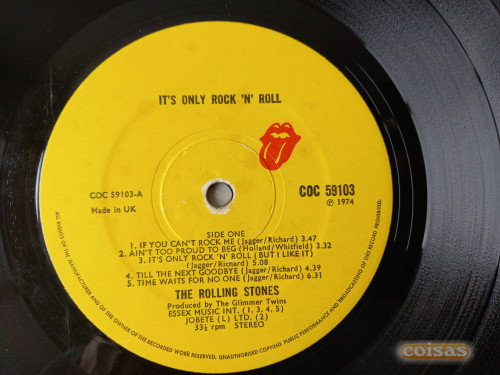 IT'S ONLY ROCK 'N' ROLL
COC 59103-A
Made in UK
COC 59103
℗ 1974
SIDE ONE
1. IF YOU CAN'T ROCK ME (Jagger/Richard) 3.47
2. AIN'T TOO PROUD TO BEG (Holland/Whitfield) 3.32
3. IT'S ONLY ROCK 'N' ROLL (BUT I LIKE IT)
(Jagger/Richard) 5.08
4. TILL THE NEXT GOODBYE (Jagger/Richard) 4.39
5. TIME WAITS FOR NO ONE (Jagger/Richard) 6.31
THE ROLLING STONES
Produced by The Glimmer Twins
ESSEX MUSIC INT. (1, 3, 4, 5)
JOBETE (L) LTD. (2)
33⅓ rpm STEREO
ALL RIGHTS OF THE MANUFACTURER AND OF THE OWNER OF THE RECORDED WORK RESERVED. UNAUTHORISED COPYING, PUBLIC PERFORMANCE AND BROADCASTING OF THIS RECORD PROHIBITED.
coisas